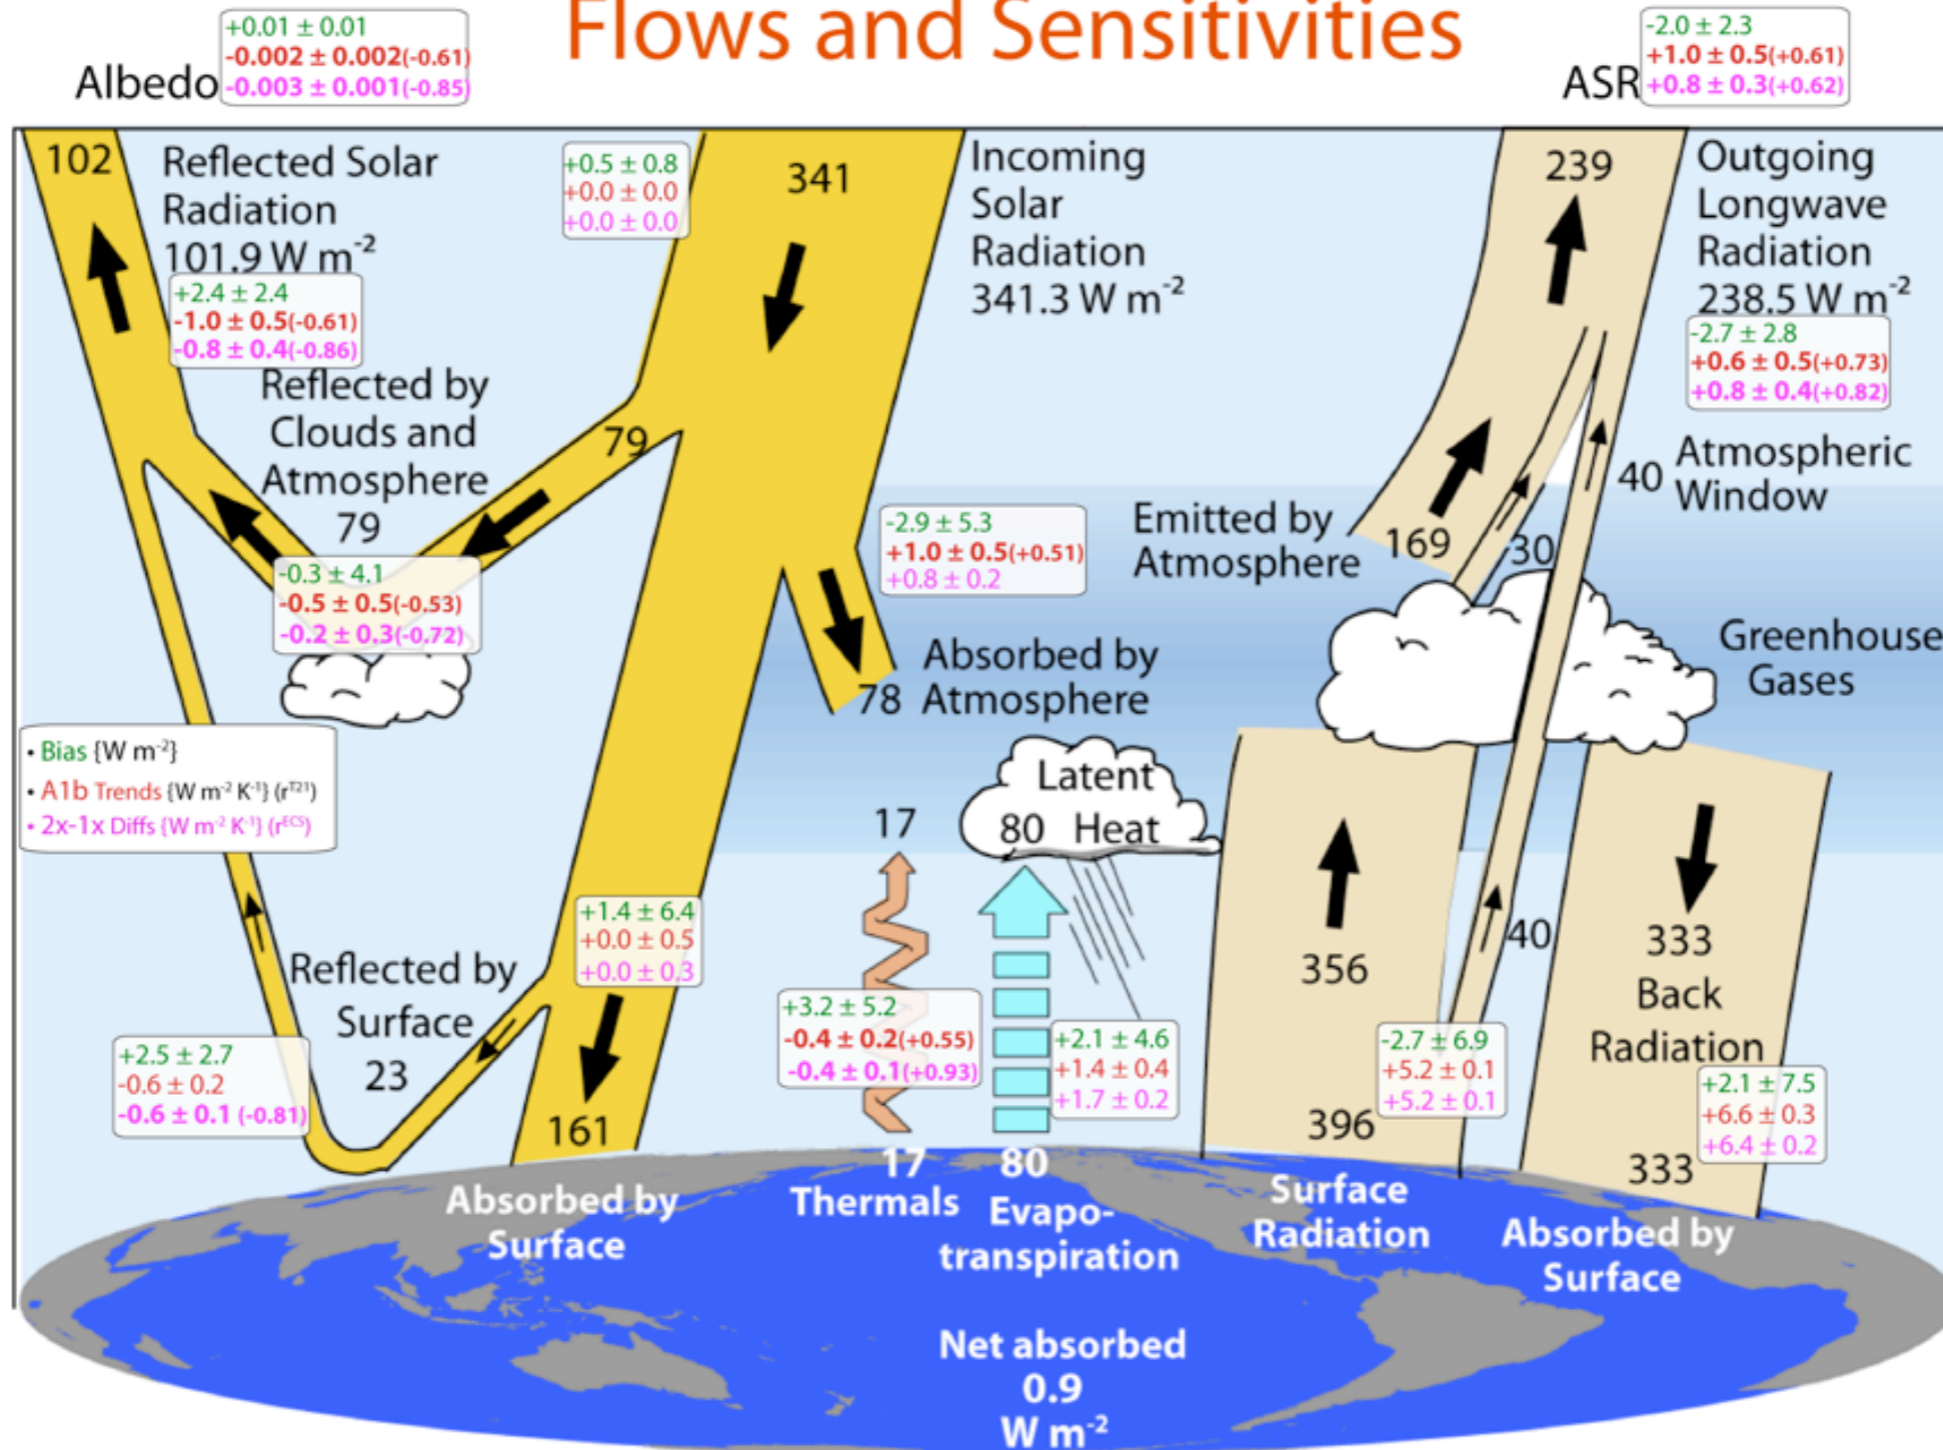 Flows and Sensitivities
Albedo
+0.01 ± 0.01
-0.002 ± 0.002(-0.61)
-0.003 ± 0.001(-0.85)
ASR
-2.0 ± 2.3
+1.0 ± 0.5(+0.61)
+0.8 ± 0.3(+0.62)
102
Reflected Solar
Radiation
101.9 W m⁻²
+2.4 ± 2.4
-1.0 ± 0.5(-0.61)
-0.8 ± 0.4(-0.86)
+0.5 ± 0.8
+0.0 ± 0.0
+0.0 ± 0.0
341
Incoming
Solar
Radiation
341.3 W m⁻²
239
Outgoing
Longwave
Radiation
238.5 W m⁻²
-2.7 ± 2.8
+0.6 ± 0.5(+0.73)
+0.8 ± 0.4(+0.82)
Reflected by
Clouds and
Atmosphere
79
79
-0.3 ± 4.1
-0.5 ± 0.5(-0.53)
-0.2 ± 0.3(-0.72)
-2.9 ± 5.3
+1.0 ± 0.5(+0.51)
+0.8 ± 0.2
Absorbed by
78 Atmosphere
Emitted by
Atmosphere
169
30
40
Atmospheric
Window
Greenhouse
Gases
• Bias {W m⁻²}
• A1b Trends {W m⁻² K⁻¹} (rᵀ²¹)
• 2x-1x Diffs {W m⁻² K⁻¹} (rᴱᶜˢ)
17
Latent
80 Heat
+1.4 ± 6.4
+0.0 ± 0.5
+0.0 ± 0.3
Reflected by
Surface
23
+2.5 ± 2.7
-0.6 ± 0.2
-0.6 ± 0.1 (-0.81)
161
+3.2 ± 5.2
-0.4 ± 0.2(+0.55)
-0.4 ± 0.1(+0.93)
+2.1 ± 4.6
+1.4 ± 0.4
+1.7 ± 0.2
356
40
333
Back
Radiation
-2.7 ± 6.9
+5.2 ± 0.1
+5.2 ± 0.1
+2.1 ± 7.5
+6.6 ± 0.3
+6.4 ± 0.2
396
333
Absorbed by
Surface
17
Thermals
80
Evapo-
transpiration
Surface
Radiation
Absorbed by
Surface
Net absorbed
0.9
W m⁻²